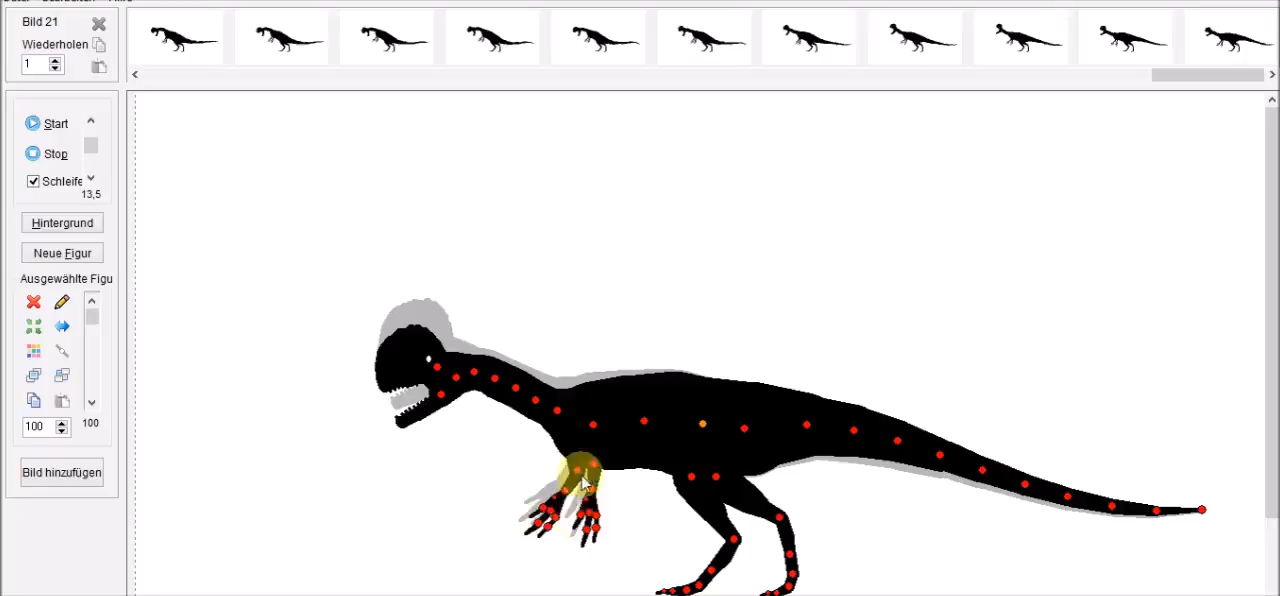 Bild 21
Wiederholen
1
Start
Stop
Schleife
13,5
Hintergrund
Neue Figur
Ausgewählte Figu
100
100
Bild hinzufügen